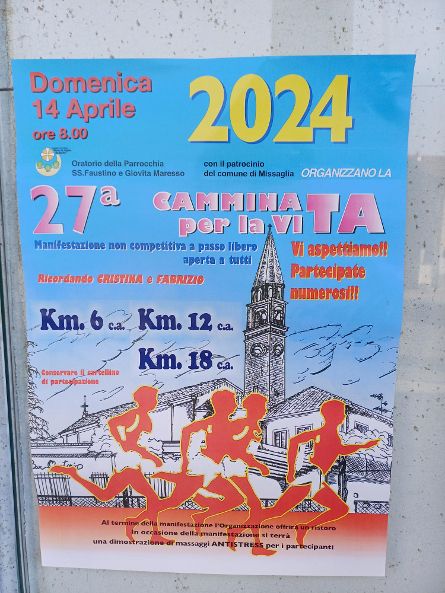 Domenica
14 Aprile
ore 8.00
2024
Oratorio della Parrocchia
SS.Faustino e Giovita Maresso
con il patrocinio
del comune di Missaglia
ORGANIZZANO LA
27ª
CAMMINATA
per la VITA
Manifestazione non competitiva a passo libero
aperta a tutti
Vi aspettiamo!!
Partecipate
numerosi!!
Ricordando CRISTINA e FABRIZIO
Km. 6 c.a. Km. 12 c.a.
Km. 18 c.a.
Conservare il cartellino
di partecipazione
Al termine della manifestazione l'Organizzazione offrirà un ristoro
in occasione della manifestazione si terrà
una dimostrazione di massaggi ANTISTRESS per i partecipanti